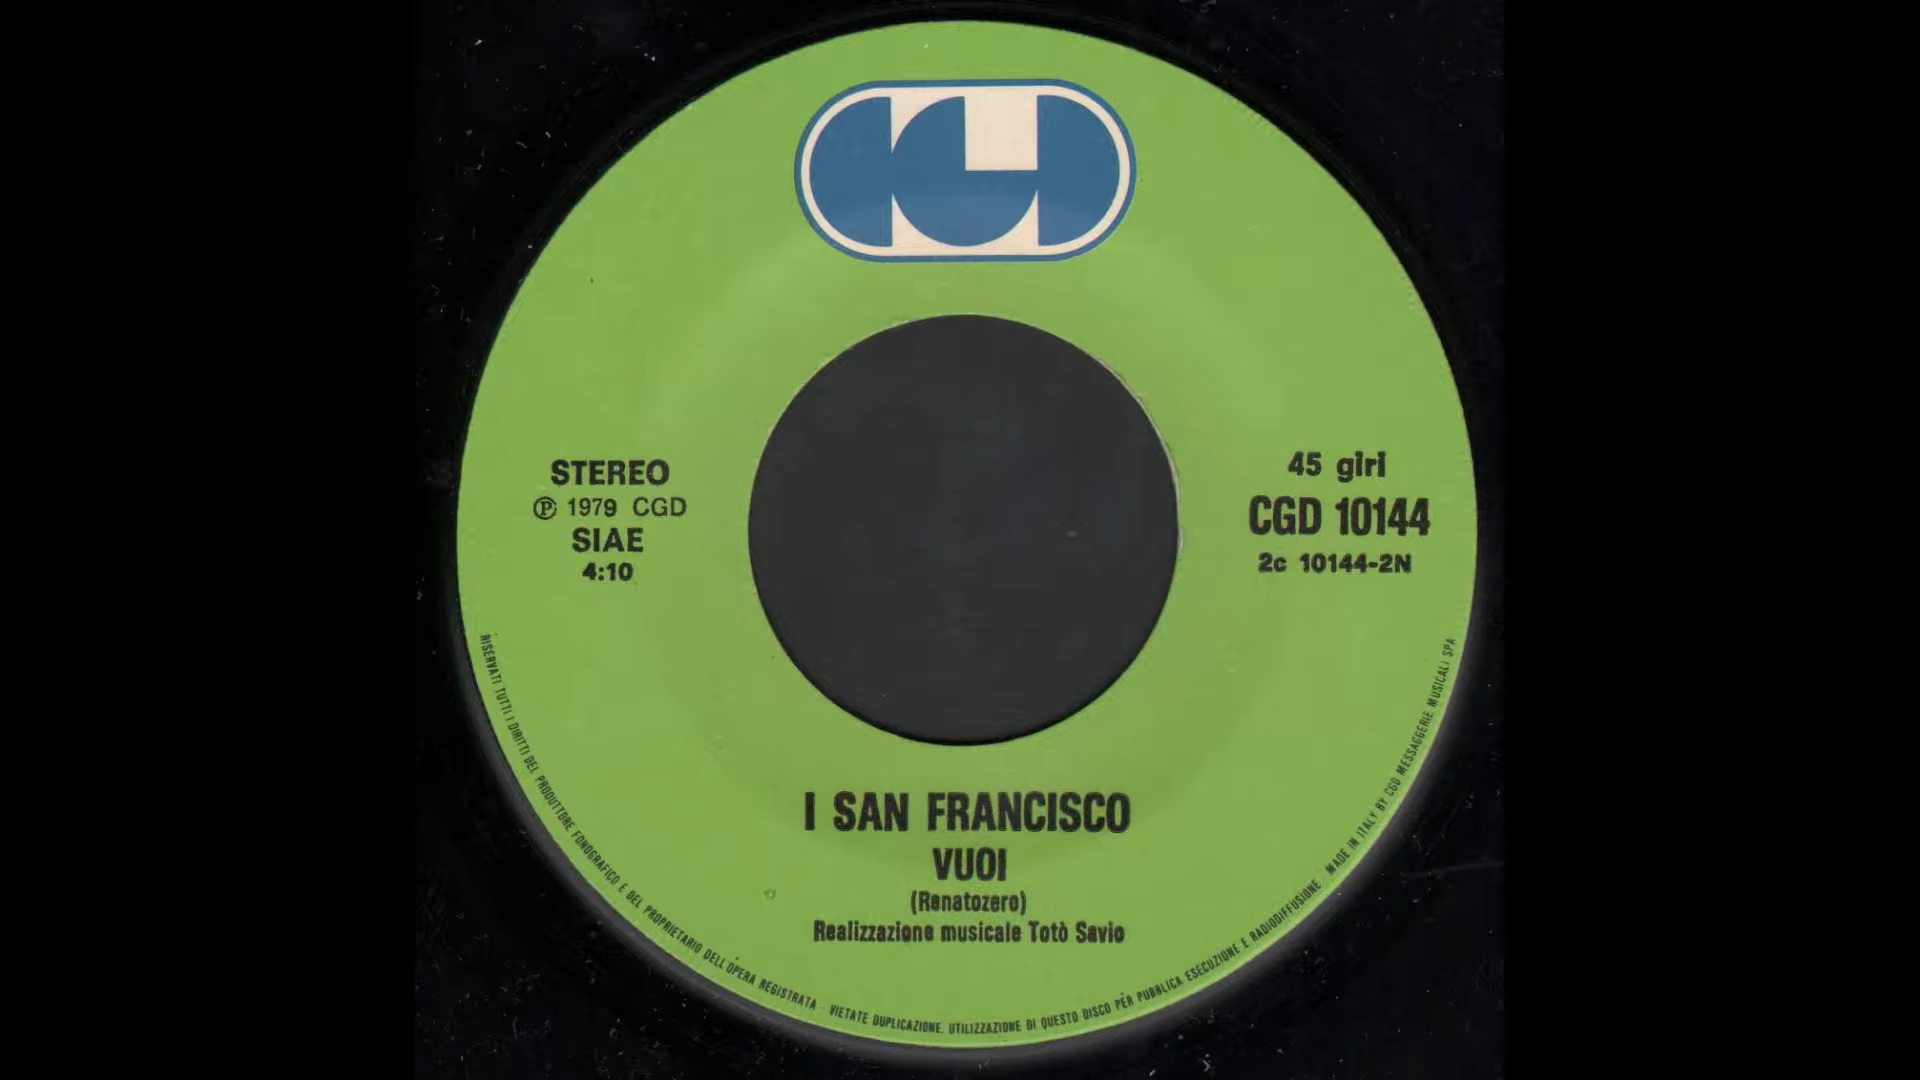 STEREO
Ⓟ 1979 CGD
SIAE
4:10
45 giri
CGD 10144
2c 10144-2N
I SAN FRANCISCO
VUOI
(Renatozero)
Realizzazione musicale Totò Savio
RISERVATI TUTTI I DIRITTI DEL PRODUTTORE FONOGRAFICO E DEL PROPRIETARIO DELL'OPERA REGISTRATA - VIETATE DUPLICAZIONE, UTILIZZAZIONE DI QUESTO DISCO PER PUBBLICA ESECUZIONE E RADIODIFFUSIONE - MADE IN ITALY BY CGD MESSAGGERIE MUSICALI SPA